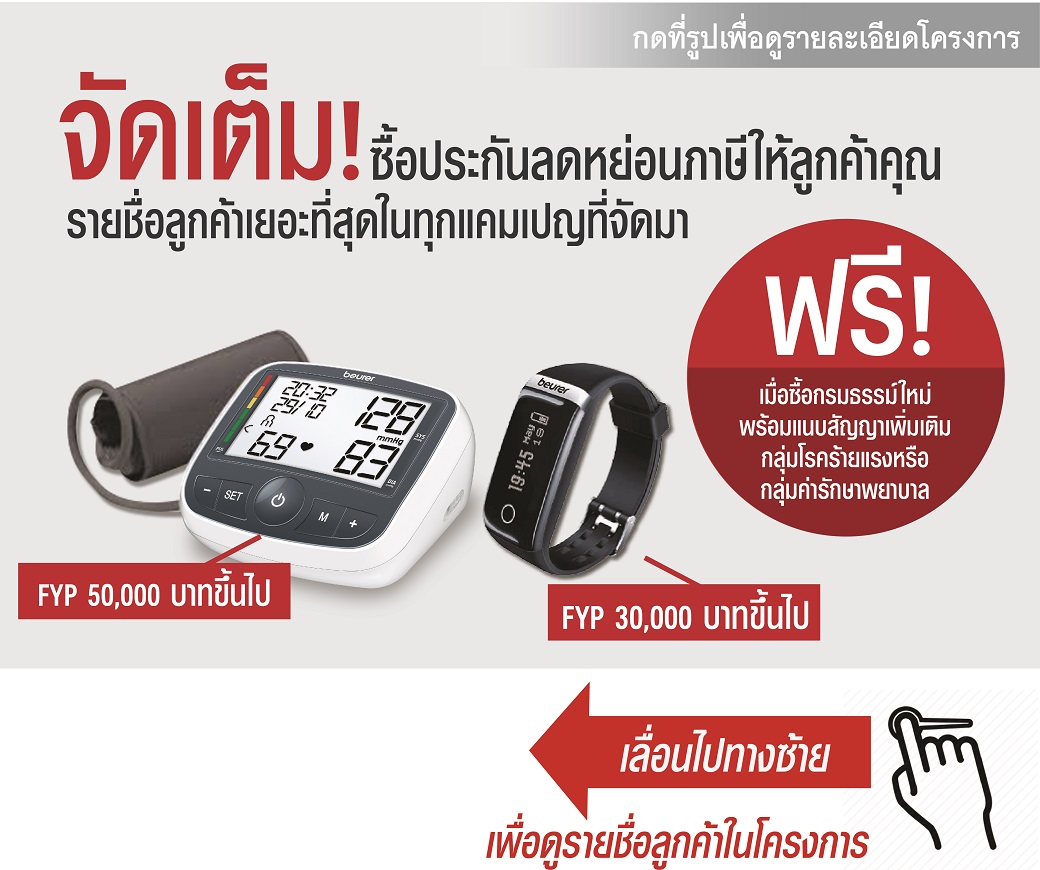 กดที่รูปเพื่อดูรายละเอียดโครงการ
จัดเต็ม! ซื้อประกันลดหย่อนภาษีให้ลูกค้าคุณ
รายชื่อลูกค้าเยอะที่สุดในทุกแคมเปญที่จัดมา
ฟรี!
เมื่อซื้อกรมธรรม์ใหม่
พร้อมแนบสัญญาเพิ่มเติม
กลุ่มโรคร้ายแรงหรือ
กลุ่มค่ารักษาพยาบาล
beurer
20:32
29/10
128
SYS
mmHg
69
83
DIA
- SET M +
beurer
19:45 May 1
FYP 50,000 บาทขึ้นไป
FYP 30,000 บาทขึ้นไป
เลื่อนไปทางซ้าย
เพื่อดูรายชื่อลูกค้าในโครงการ